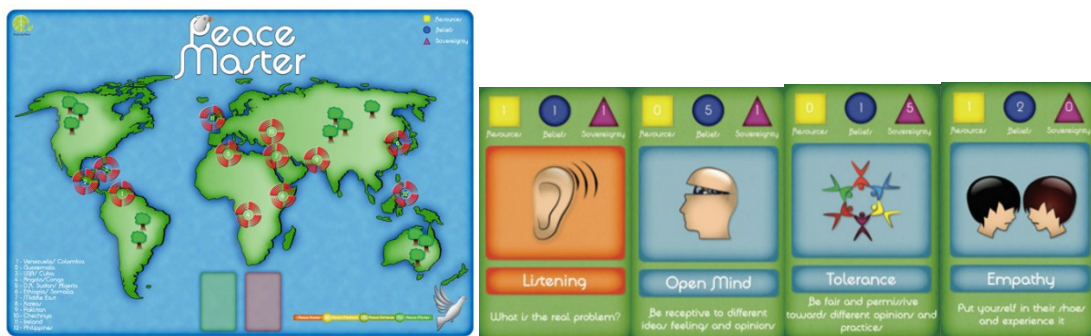 Peace
Master
Resources
Beliefs
Sovereignty
1 - Venezuela/ Colombia
2 - Guatemala
3 - USA/ Cuba
4 - Angola/Congo
5 - D.R. Sudan/ Nigeria
6 - Ethiopia/ Somalia
7 - Middle East
8 - Koreas
9 - Pakistan
10 - Chechnya
11 - Ireland
12 - Philippines
1 1 1
Resources Beliefs Sovereignty
Listening
What is the real problem?
0 5 1
Resources Beliefs Sovereignty
Open Mind
Be receptive to different
ideas feelings and opinions
0 1 5
Resources Beliefs Sovereignty
Tolerance
Be fair and permissive
towards different opinions and
practices
1 2 0
Resources Beliefs Sovereignty
Empathy
Put yourself in their shoes
and experience it